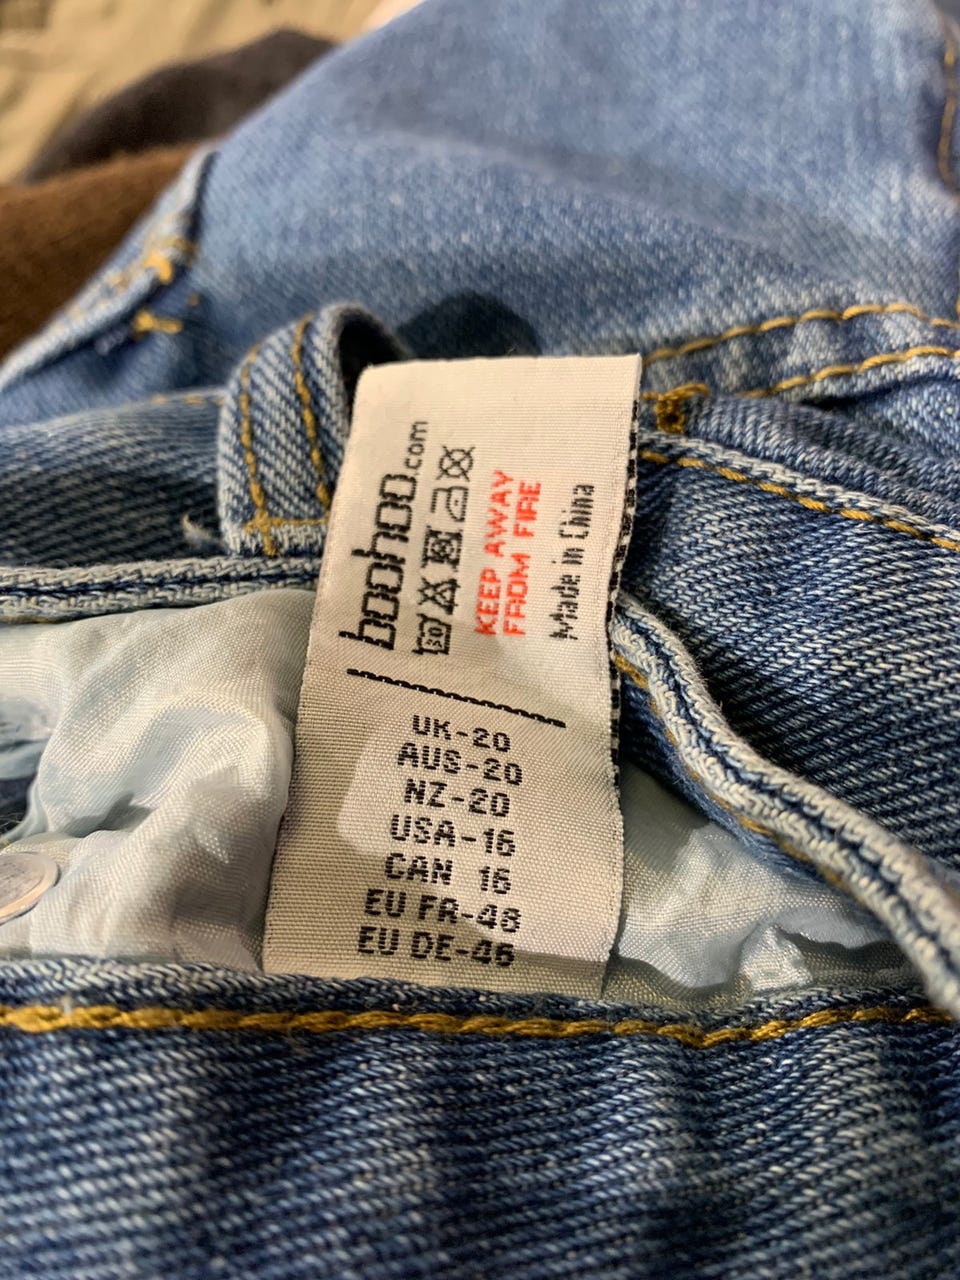 boohoo.com
30
KEEP AWAY
FROM FIRE
Made in China
UK-20
AUS-20
NZ-20
USA-16
CAN 16
EU FR-48
EU DE-46